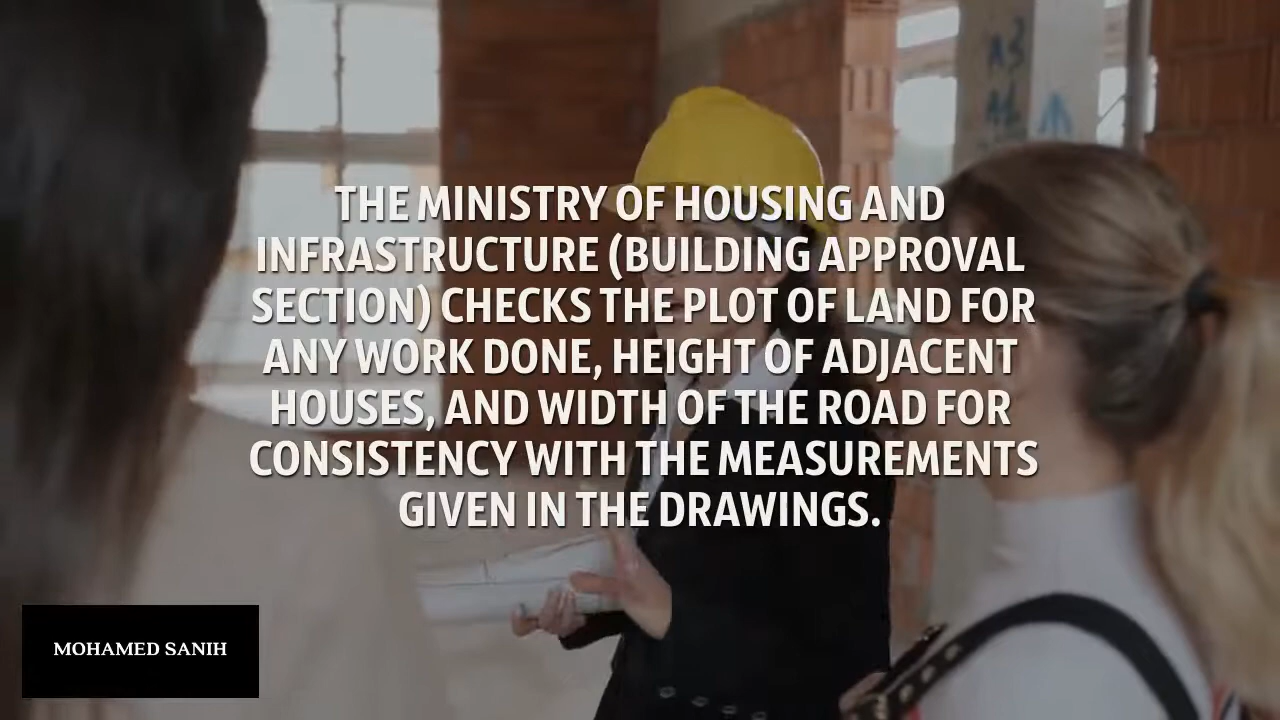 A3
THE MINISTRY OF HOUSING AND
INFRASTRUCTURE (BUILDING APPROVAL
SECTION) CHECKS THE PLOT OF LAND FOR
ANY WORK DONE, HEIGHT OF ADJACENT
HOUSES, AND WIDTH OF THE ROAD FOR
CONSISTENCY WITH THE MEASUREMENTS
GIVEN IN THE DRAWINGS.
MOHAMED SANIH